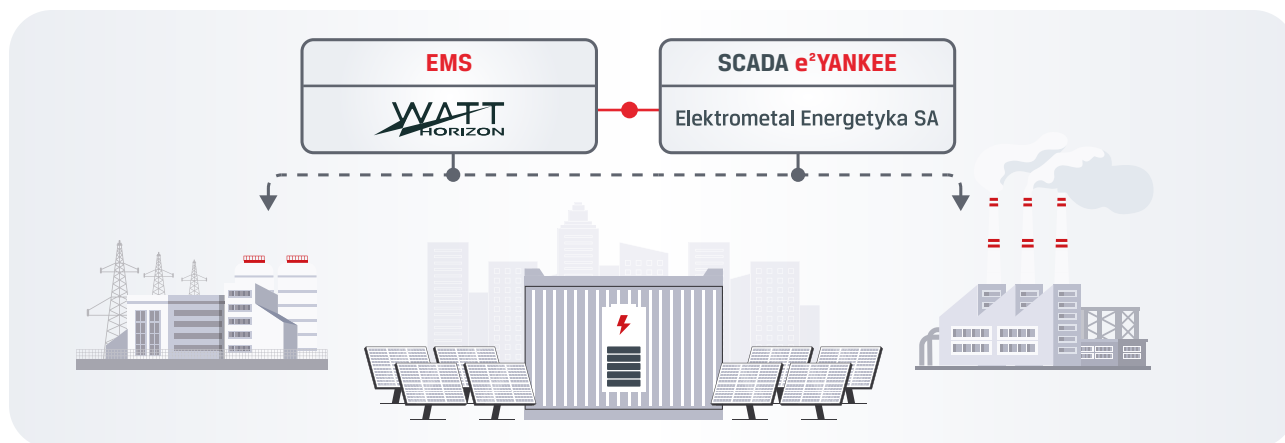 EMS
WATT
HORIZON
SCADA e²YANKEE
Elektrometal Energetyka SA